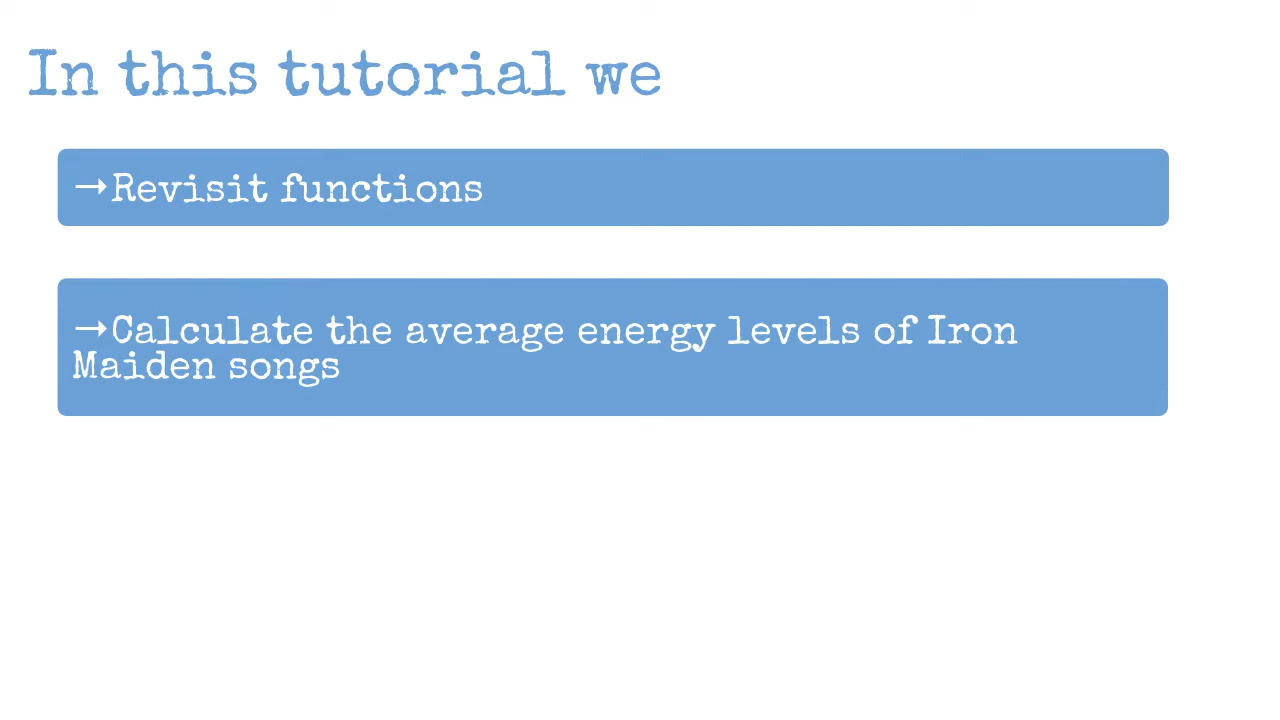 In this tutorial we
→Revisit functions
→Calculate the average energy levels of Iron
Maiden songs